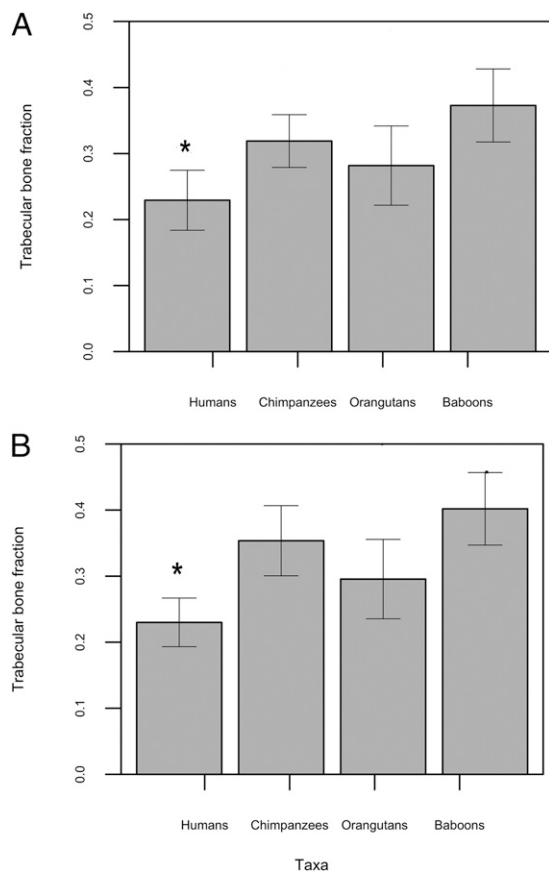 A
0.5
0.4
0.3
0.2
0.1
0.0
Trabecular bone fraction
*
Humans Chimpanzees Orangutans Baboons
B
0.5
0.4
0.3
0.2
0.1
0.0
Trabecular bone fraction
*
Humans Chimpanzees Orangutans Baboons
Taxa